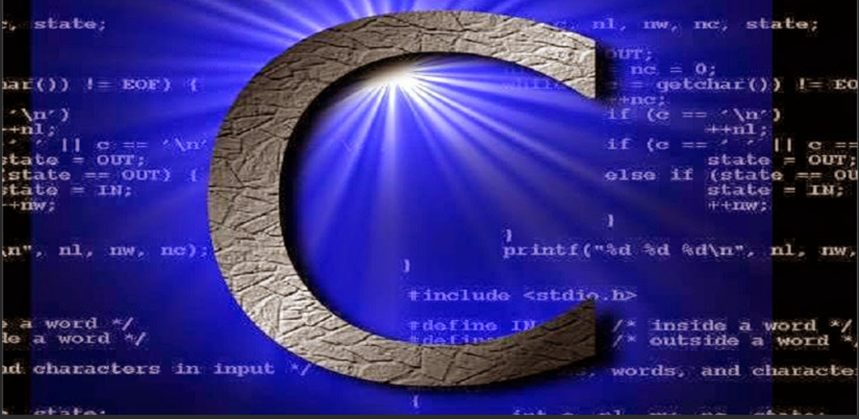 c, state; c, nl, nw, nc, state;
OUT;
nc = 0;
ar()) != EOF) { = getchar()) != EO
++nc;
'\n') if (c == '\n')
++nl; ++nl;
' || c == '\n' if (c == ' ' || c ==
state = OUT; state = OUT;
(state == OUT) { else if (state == OU
state = IN; state = IN;
++nw; ++nw;
}
}
\n", nl, nw, nc); printf("%d %d %d\n", nl, nw,
}
#include <stdio.h>
a word */ #define IN /* inside a word */
a word */ /* outside a word *
characters in input */ words, and characte
{
state;
C